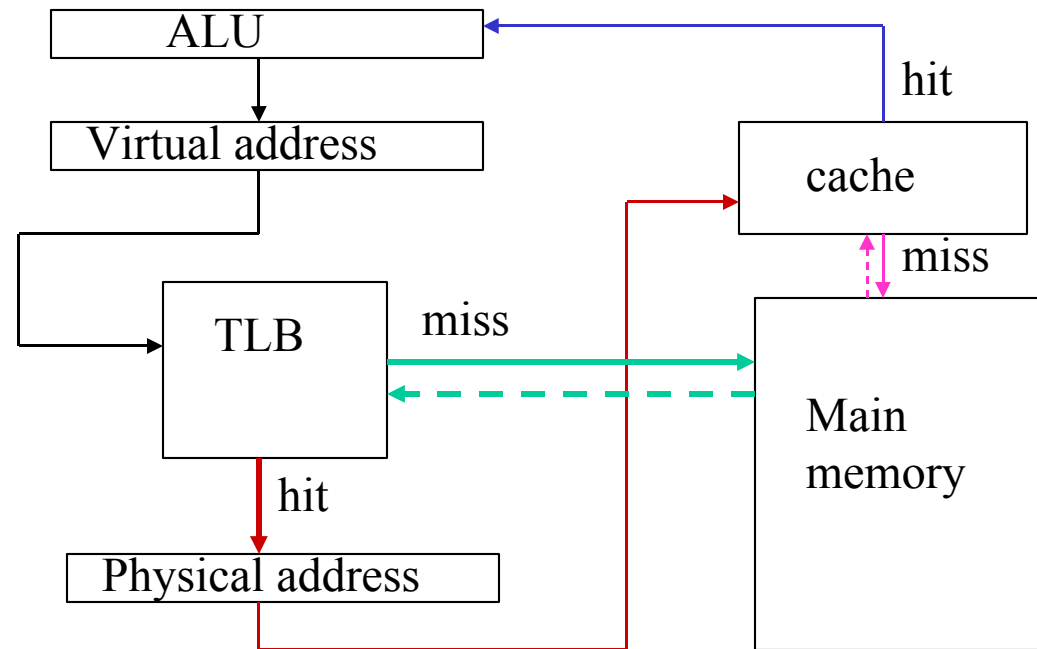 ALU
hit
Virtual address
cache
miss
TLB
miss
Main
memory
hit
Physical address